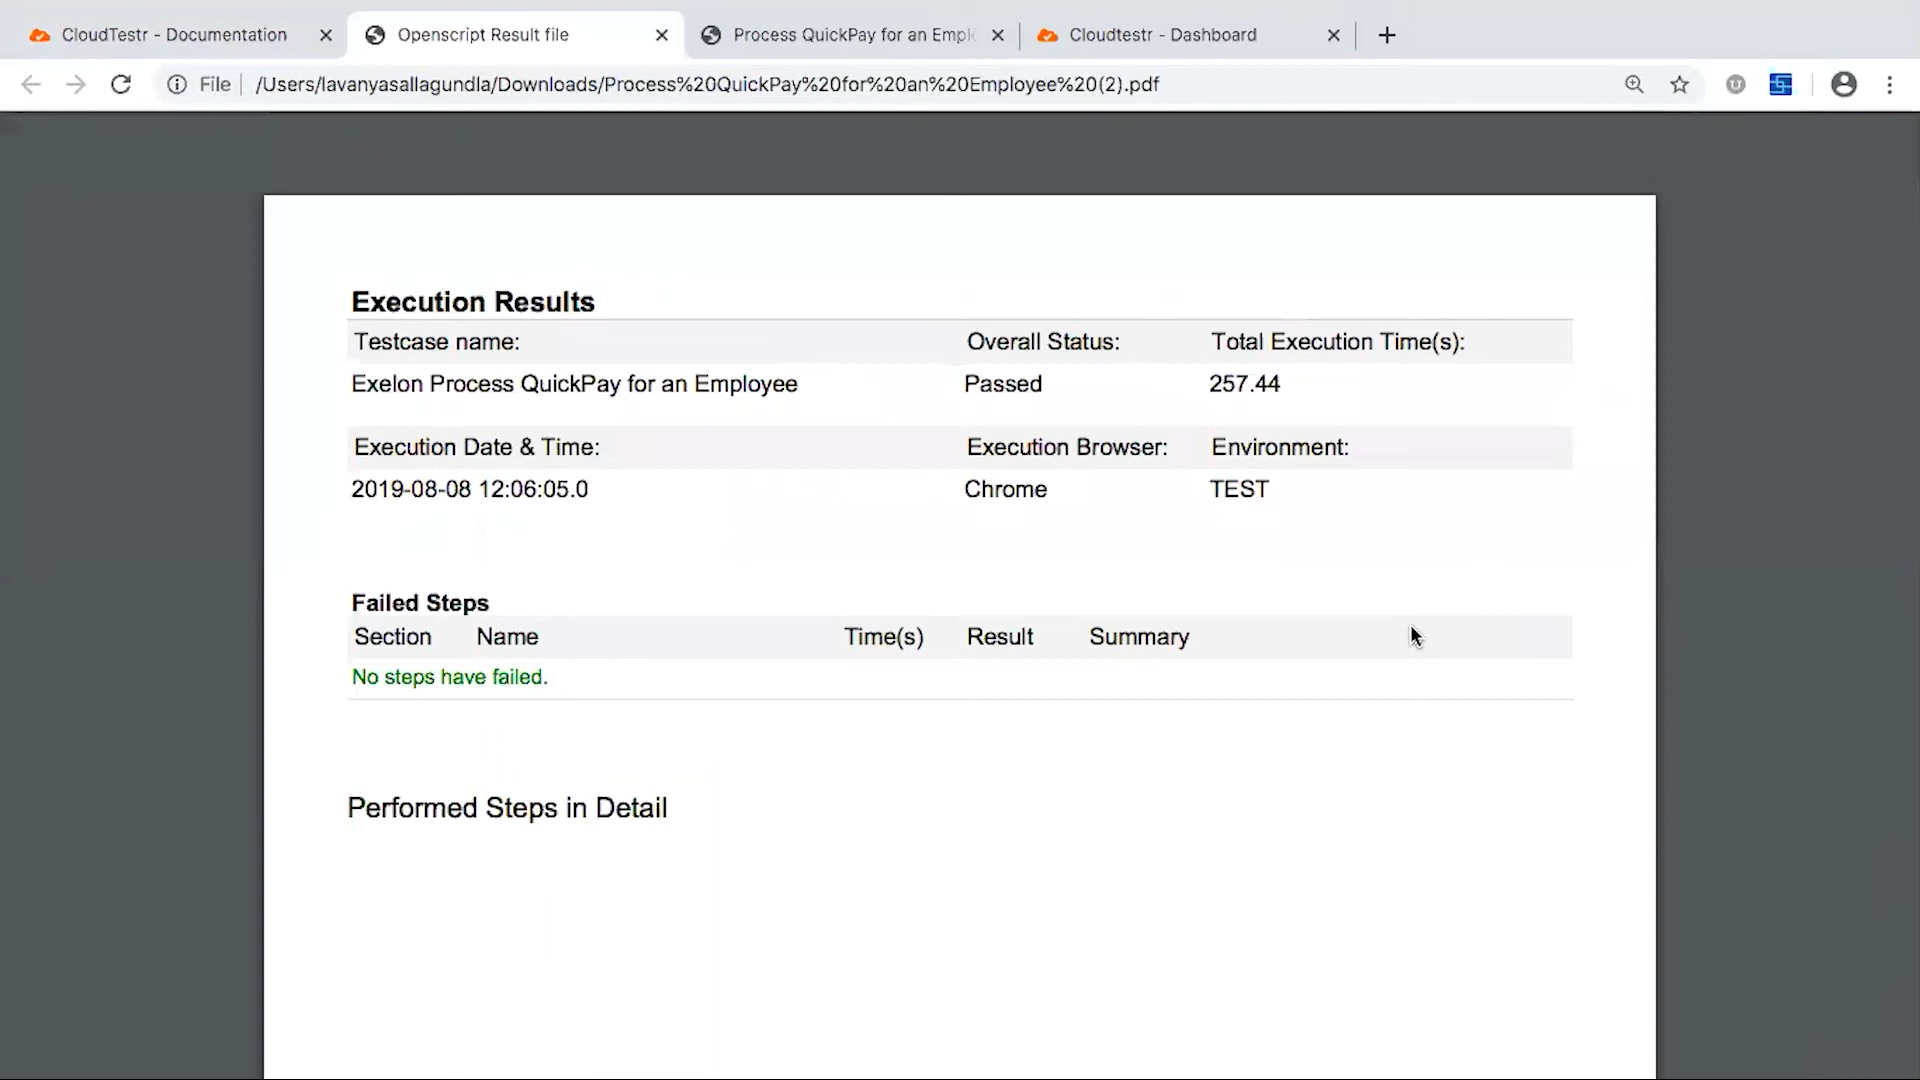 CloudTestr - Documentation
Openscript Result file
Process QuickPay for an Empl
Cloudtestr - Dashboard
File
/Users/lavanyasallagundla/Downloads/Process%20QuickPay%20for%20an%20Employee%20(2).pdf
Execution Results
Testcase name: Overall Status: Total Execution Time(s):
Exelon Process QuickPay for an Employee Passed 257.44
Execution Date & Time: Execution Browser: Environment:
2019-08-08 12:06:05.0 Chrome TEST
Failed Steps
Section Name Time(s) Result Summary
No steps have failed.
Performed Steps in Detail